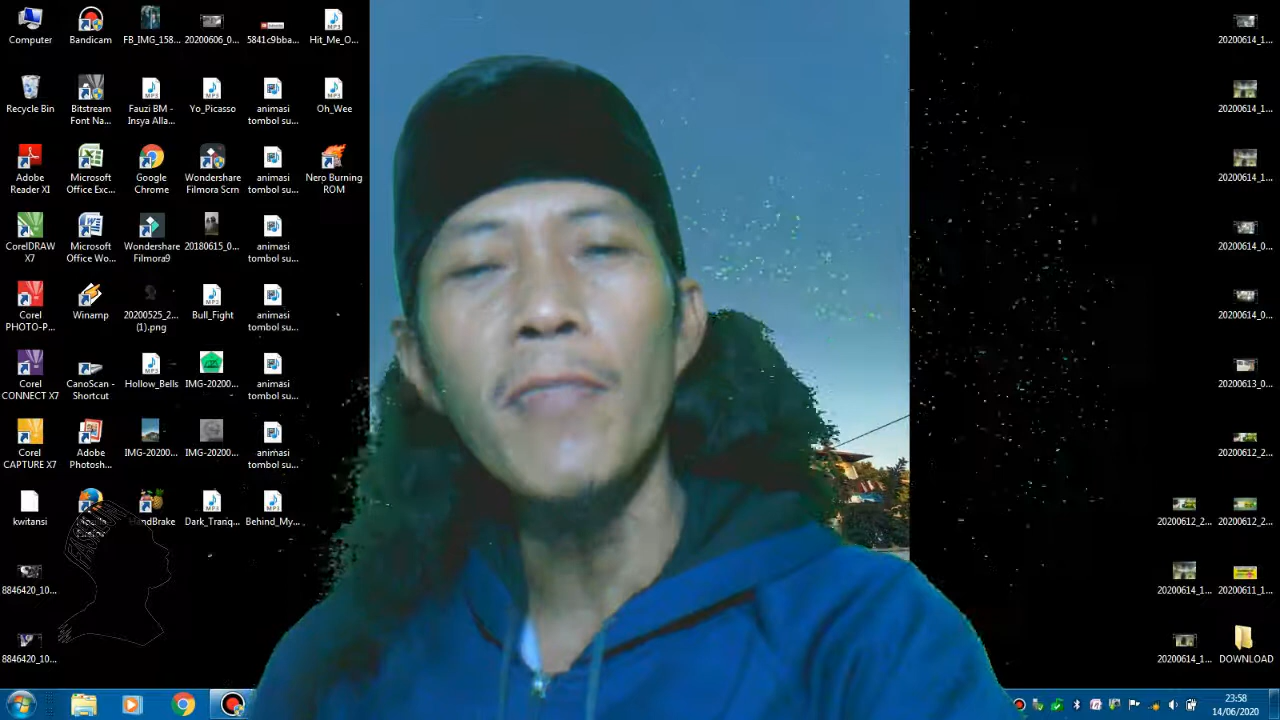 Computer
Bandicam
FB_IMG_158...
20200606_0...
5841c9bba...
Hit_Me_O...
Recycle Bin
Bitstream
Font Na...
Fauzi BM -
Insya Alla...
Yo_Picasso
animasi
tombol su...
Oh_Wee
Adobe
Reader XI
Microsoft
Office Exc...
Google
Chrome
Wondershare
Filmora Scrn
animasi
tombol su...
Nero Burning
ROM
CorelDRAW
X7
Microsoft
Office Wo...
Wondershare
Filmora9
20180615_0...
animasi
tombol su...
Corel
PHOTO-P...
Winamp
20200525_2...
(1).png
Bull_Fight
animasi
tombol su...
Corel
CONNECT X7
CanoScan -
Shortcut
Hollow_Bells
IMG-20200...
animasi
tombol su...
Corel
CAPTURE X7
Adobe
Photosh...
IMG-20200...
IMG-20200...
animasi
tombol su...
kwitansi
Dark_Tranq...
Behind_My...
8846420_10...
8846420_10...
20200614_1...
20200614_1...
20200614_1...
20200614_0...
20200614_0...
20200613_0...
20200612_2...
20200612_2...
20200612_2...
20200614_1...
20200611_1...
20200614_1...
DOWNLOAD
23:58
14/06/2020